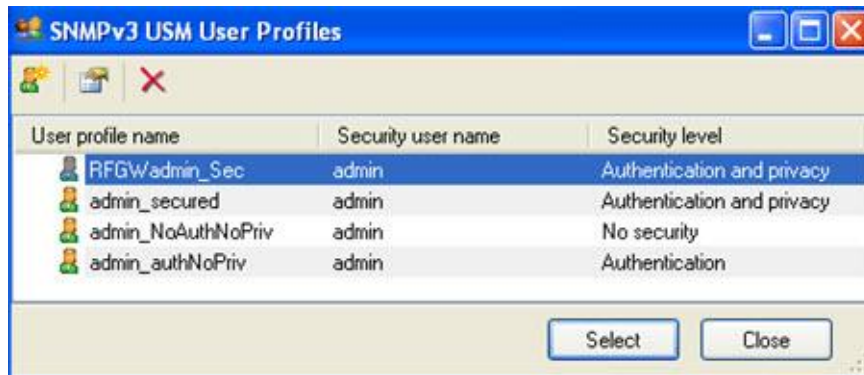 SNMPv3 USM User Profiles
User profile name Security user name Security level
RFGWadmin_Sec admin Authentication and privacy
admin_secured admin Authentication and privacy
admin_NoAuthNoPriv admin No security
admin_authNoPriv admin Authentication
Select Close